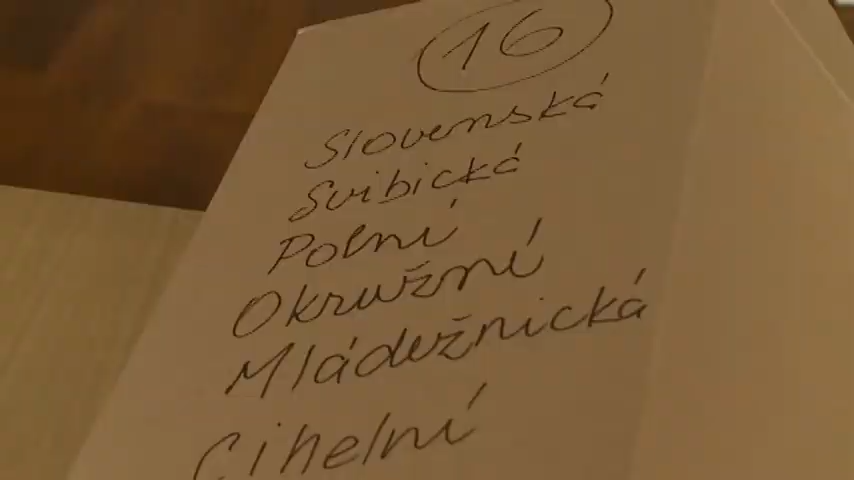 16
Slovenská
Svibická
Polní
Okružní
Mládežnická
Cihelní